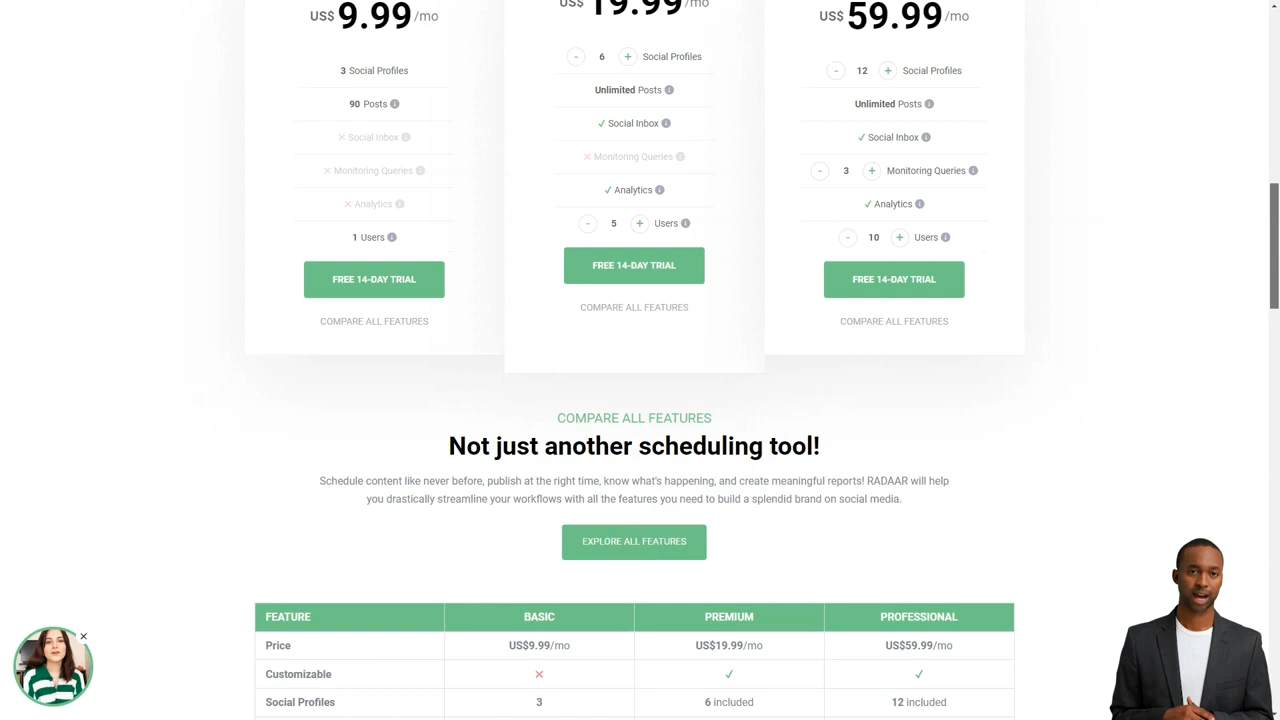 US$ 9.99 /mo
3 Social Profiles
90 Posts
Social Inbox
Monitoring Queries
Analytics
1 Users
FREE 14-DAY TRIAL
COMPARE ALL FEATURES
US$ 19.99 /mo
- 6 + Social Profiles
Unlimited Posts
✓ Social Inbox
Monitoring Queries
✓ Analytics
- 5 + Users
FREE 14-DAY TRIAL
COMPARE ALL FEATURES
US$ 59.99 /mo
- 12 + Social Profiles
Unlimited Posts
✓ Social Inbox
- 3 + Monitoring Queries
✓ Analytics
- 10 + Users
FREE 14-DAY TRIAL
COMPARE ALL FEATURES
COMPARE ALL FEATURES
Not just another scheduling tool!
Schedule content like never before, publish at the right time, know what's happening, and create meaningful reports! RADAAR will help
you drastically streamline your workflows with all the features you need to build a splendid brand on social media.
EXPLORE ALL FEATURES
FEATURE BASIC PREMIUM PROFESSIONAL
Price US$9.99/mo US$19.99/mo US$59.99/mo
Customizable ✕ ✓ ✓
Social Profiles 3 6 included 12 included